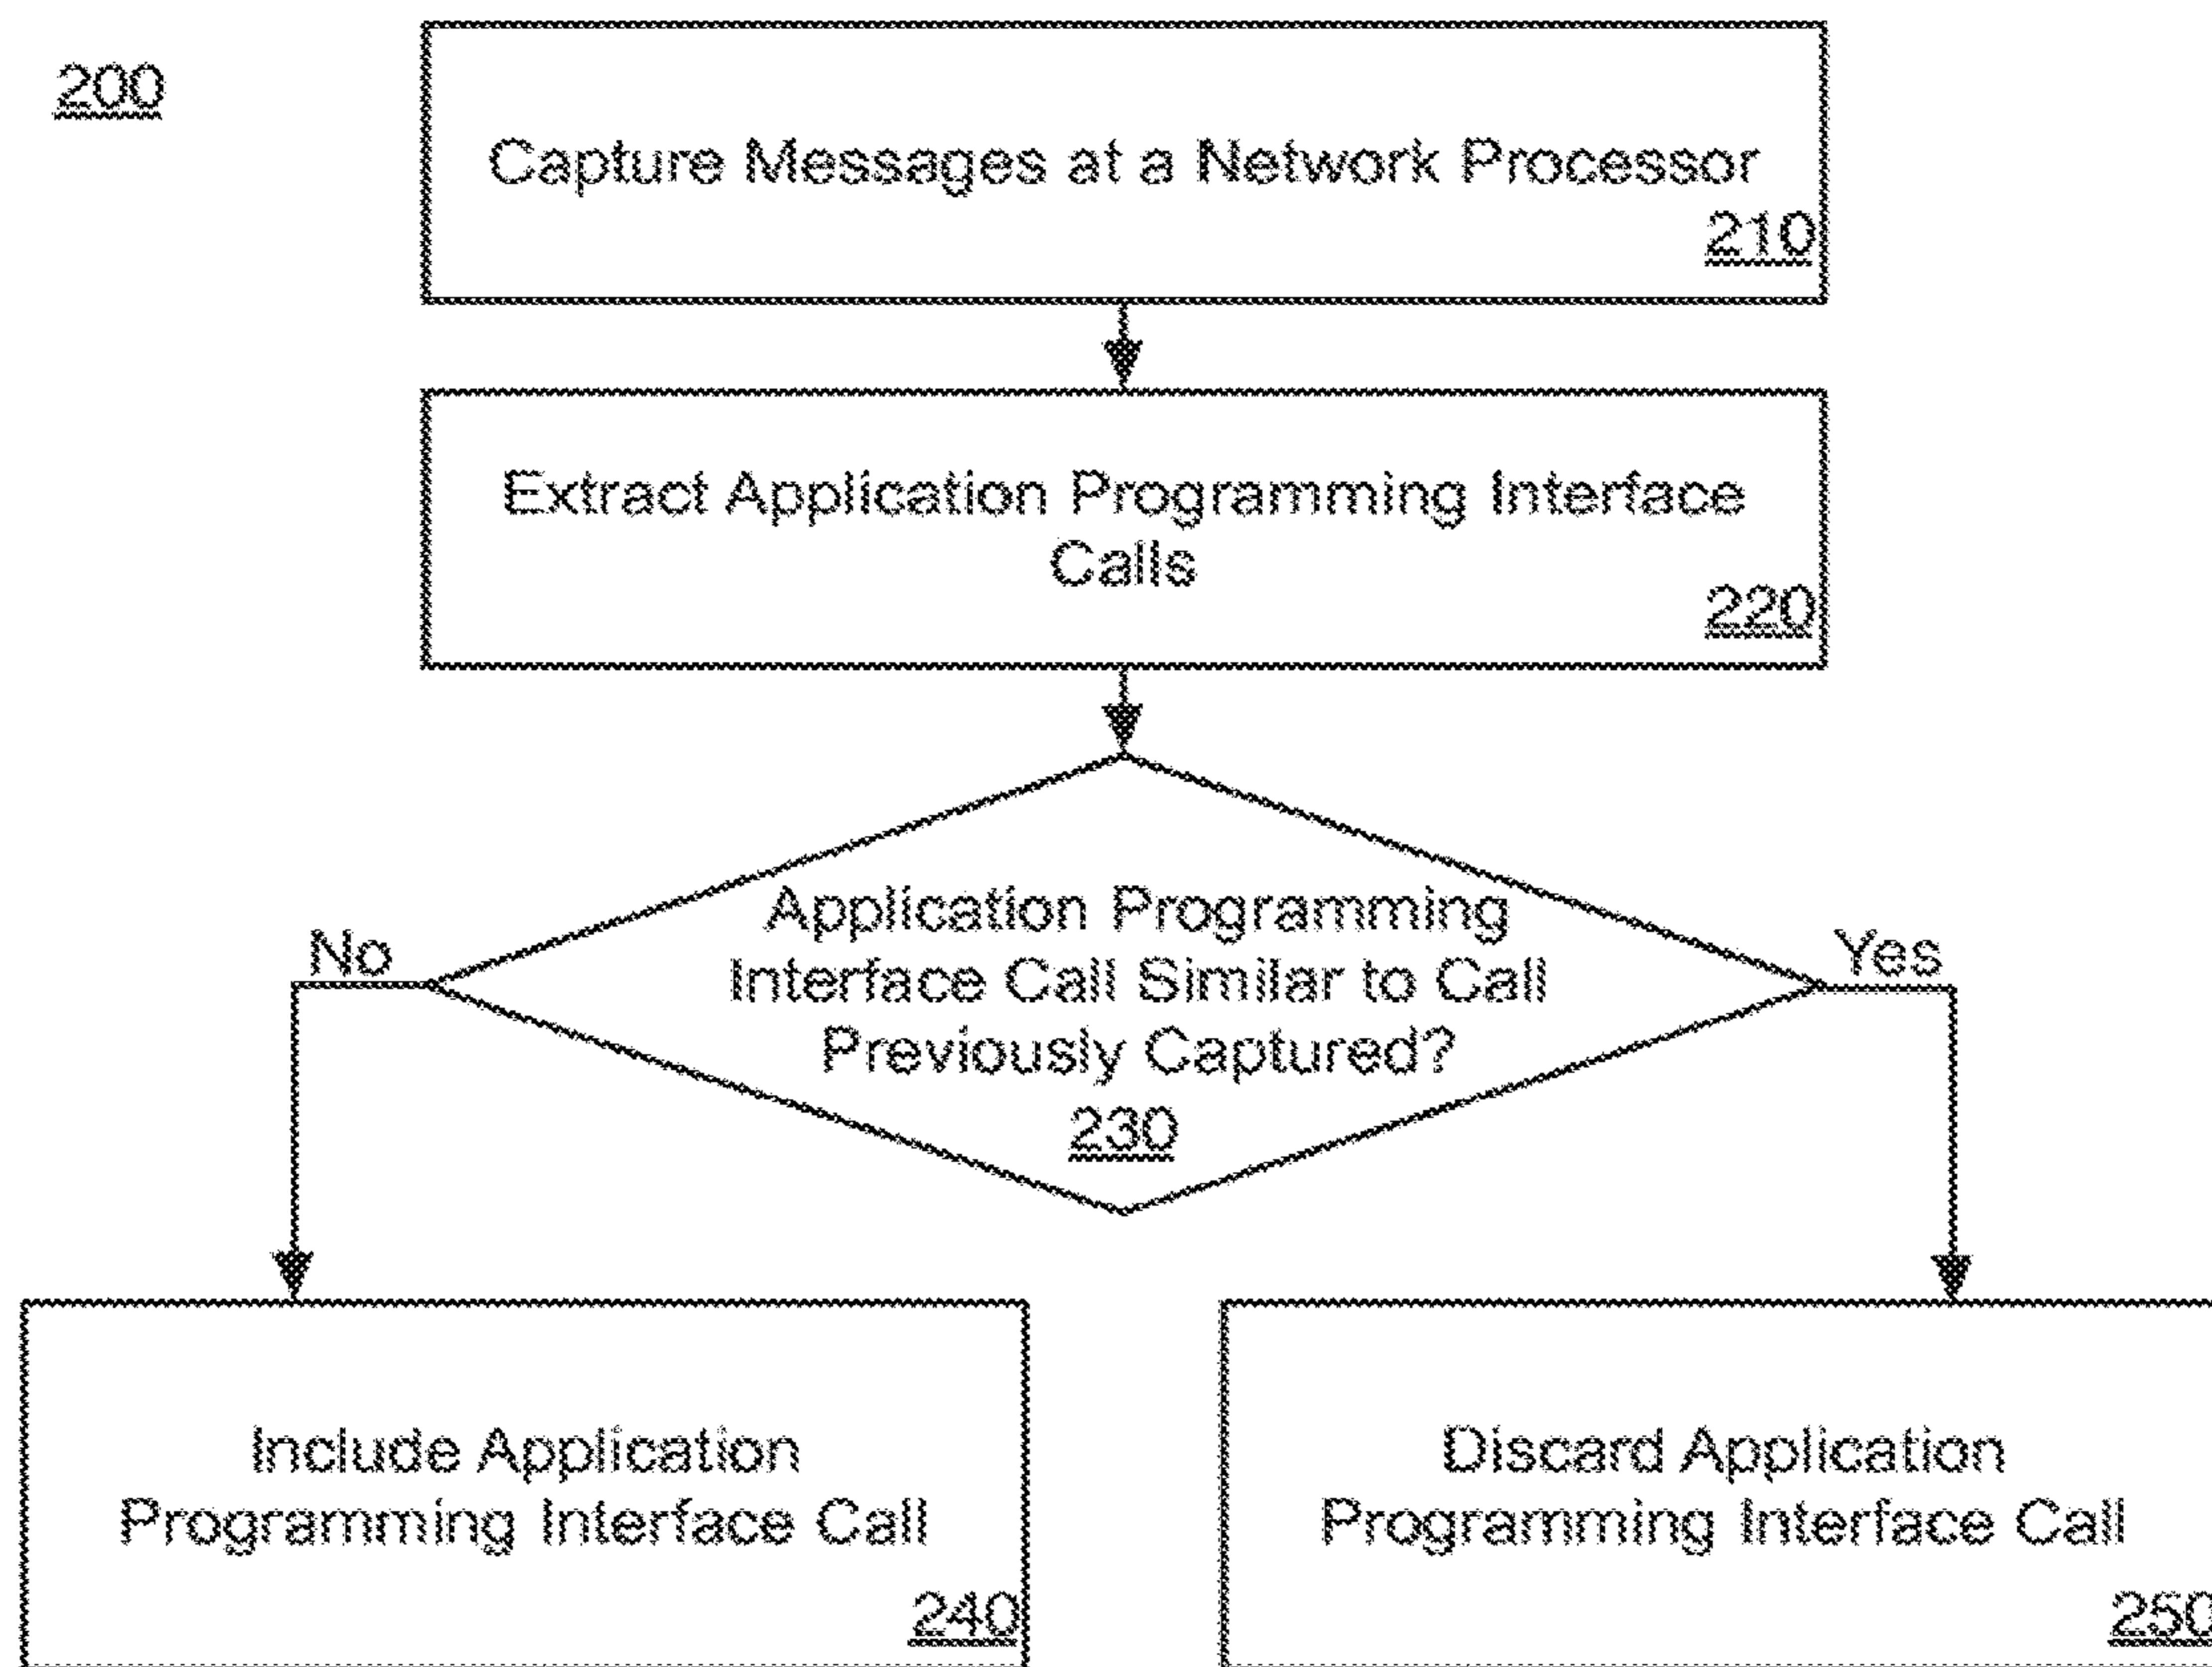 200
Capture Messages at a Network Processor
210
Extract Application Programming Interface
Calls
220
Application Programming
Interface Call Similar to Call
Previously Captured?
230
No
Yes
Include Application
Programming Interface Call
240
Discard Application
Programming Interface Call
250